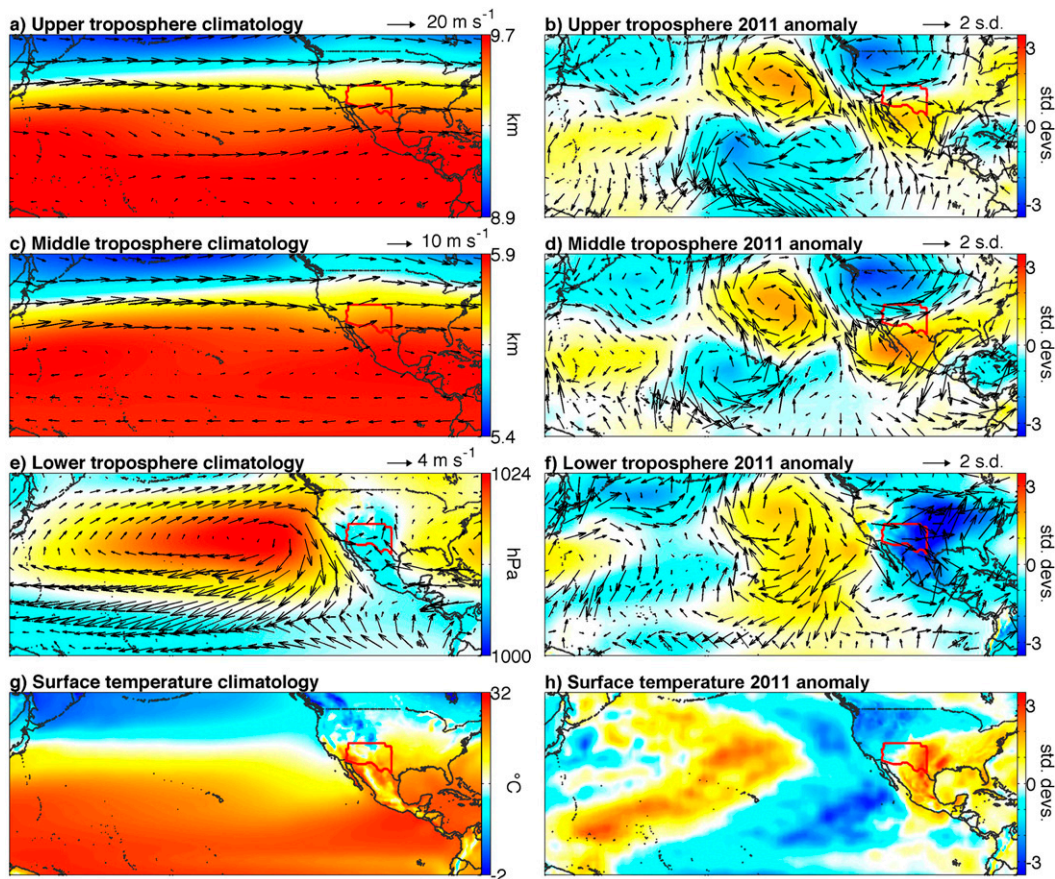 a) Upper troposphere climatology
20 m s-1
9.7
km
8.9
b) Upper troposphere 2011 anomaly
2 s.d.
3
0
-3
std. devs.
c) Middle troposphere climatology
10 m s-1
5.9
km
5.4
d) Middle troposphere 2011 anomaly
2 s.d.
3
0
-3
std. devs.
e) Lower troposphere climatology
4 m s-1
1024
hPa
1000
f) Lower troposphere 2011 anomaly
2 s.d.
3
0
-3
std. devs.
g) Surface temperature climatology
32
°C
-2
h) Surface temperature 2011 anomaly
3
0
-3
std. devs.